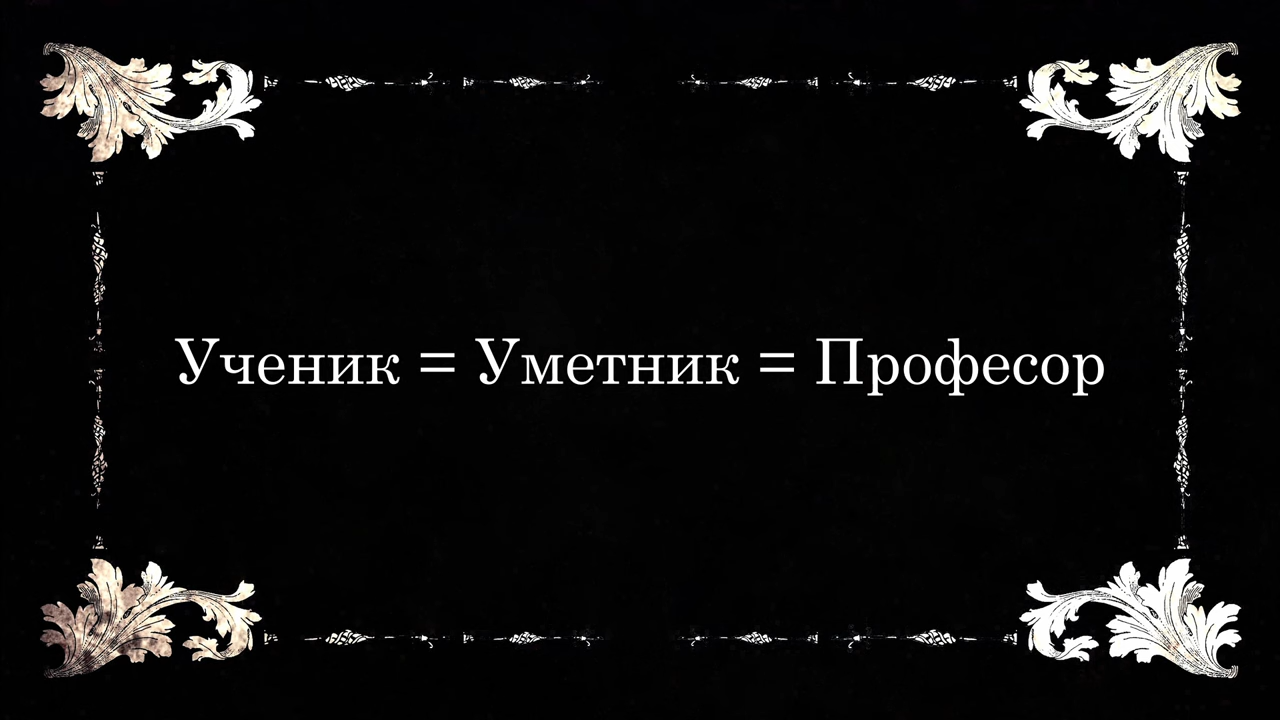 Ученик = Уметник = Професор